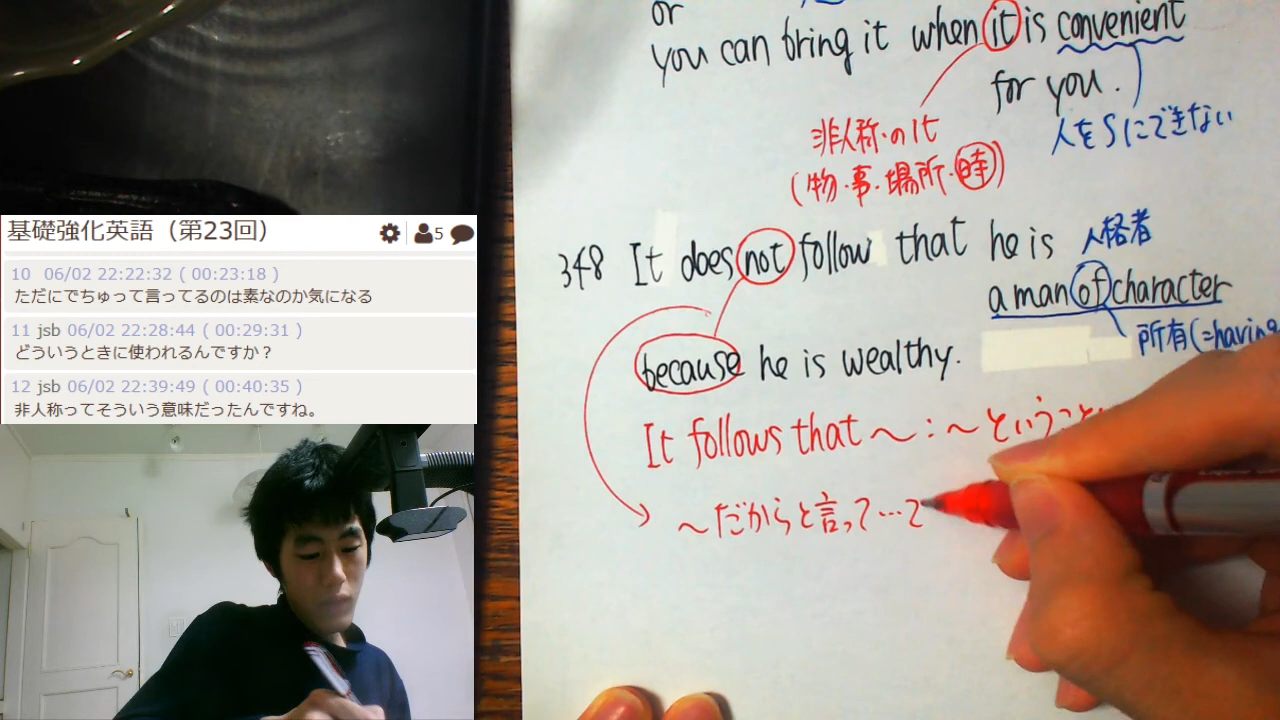 基礎強化英語（第23回）
5
10 06/02 22:22:32 ( 00:23:18 )
ただにでちゅって言ってるのは素なのか気になる
11 jsb 06/02 22:28:44 ( 00:29:31 )
どういうときに使われるんですか？
12 jsb 06/02 22:39:49 ( 00:40:35 )
非人称ってそういう意味だったんですね。
or
you can bring it when it is convenient
for you.
非人称のit
人をSにできない
(物・事・場所・時)
348 It does not follow that he is
人格者
a man of character
所有(=having
because he is wealthy.
It follows that ～:～ということ
～だからと言って…で